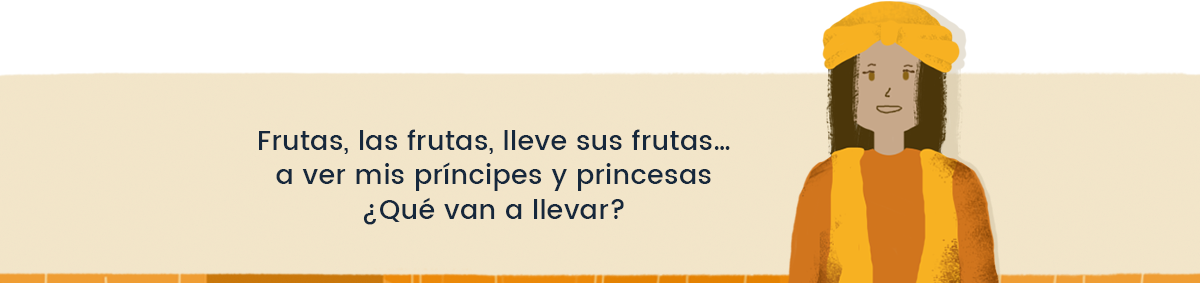 Frutas, las frutas, lleve sus frutas...
a ver mis príncipes y princesas
¿Qué van a llevar?